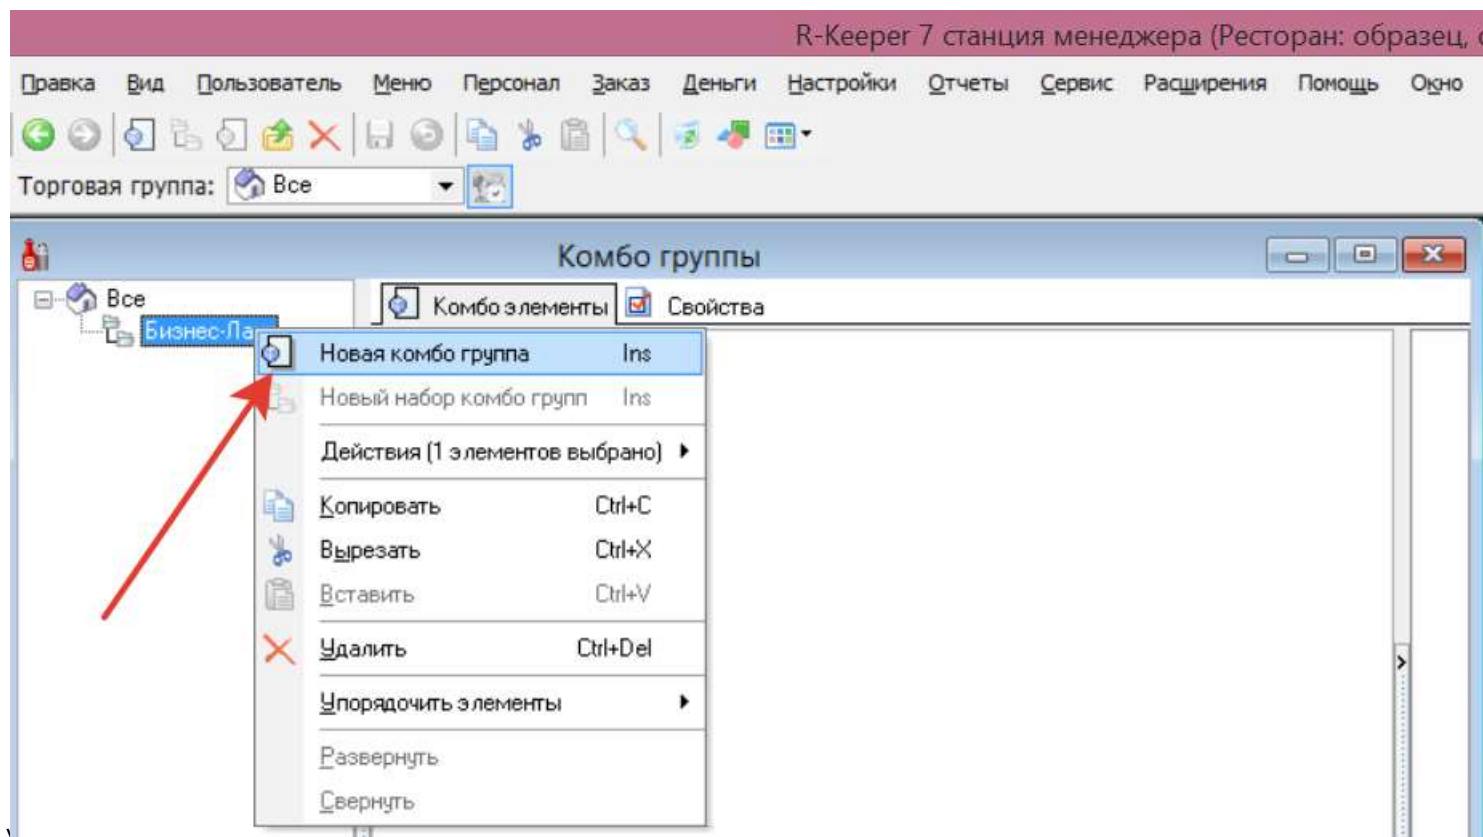 R-Keeper 7 станция менеджера (Ресторан: образец,
Правка Вид Пользователь Меню Персонал Заказ Деньги Настройки Отчеты Сервис Расширения Помощь Окно
Торговая группа: Все
Комбо группы
Все
Комбо элементы Свойства
Бизнес-Ла
Новая комбо группа Ins
Новый набор комбо групп Ins
Действия (1 элементов выбрано)
Копировать Ctrl+C
Вырезать Ctrl+X
Вставить Ctrl+V
Удалить Ctrl+Del
Упорядочить элементы
Развернуть
Свернуть